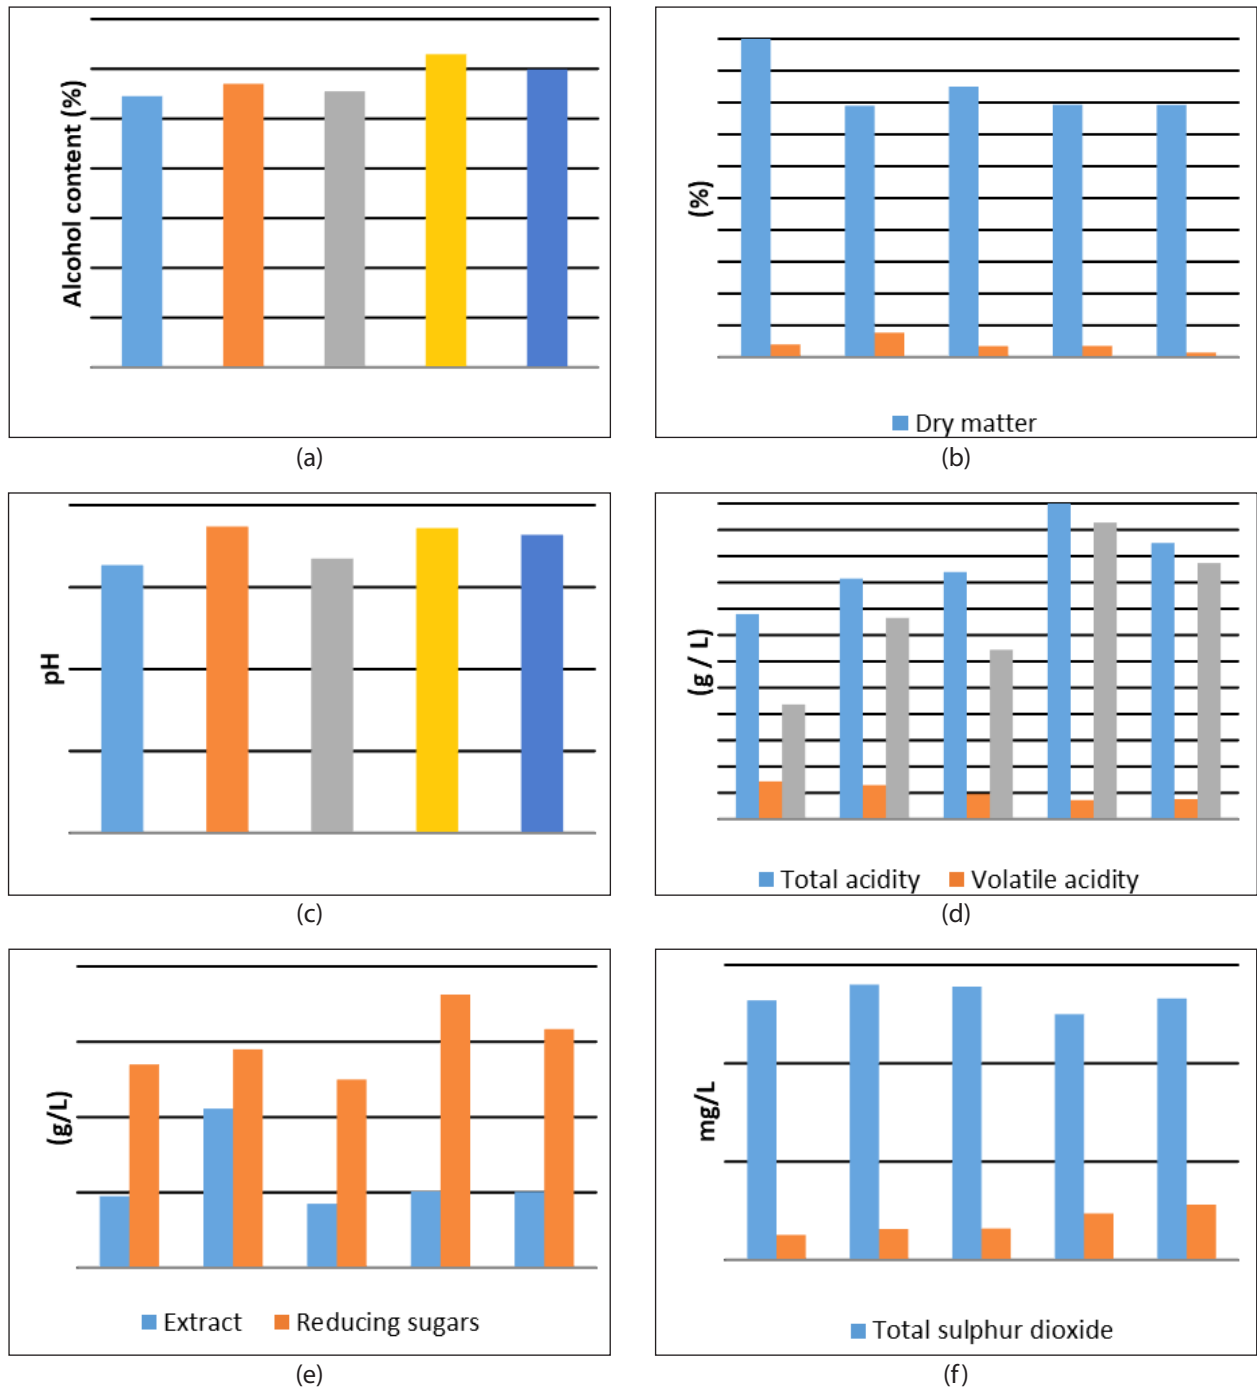 Alcohol content (%)
(%)
Dry matter
(a)
(b)
pH
(g / L)
Total acidity Volatile acidity
(c)
(d)
(g/L)
mg/L
Extract Reducing sugars
Total sulphur dioxide
(e)
(f)